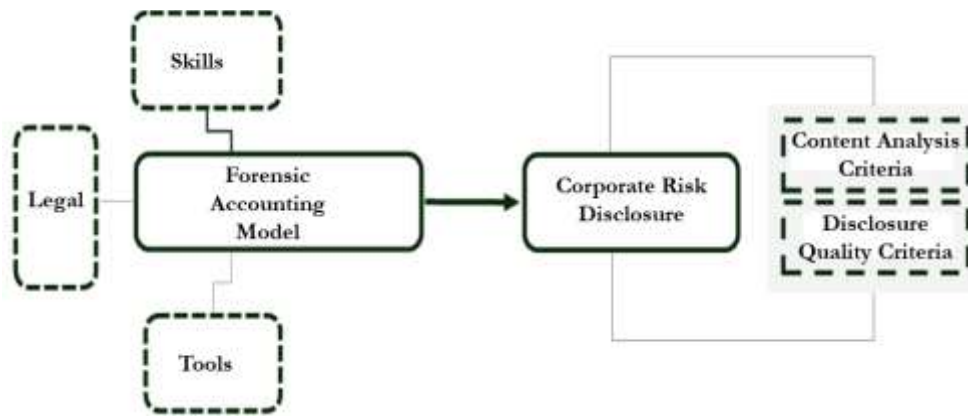 Skills
Legal
Forensic
Accounting
Model
Tools
Corporate Risk
Disclosure
Content Analysis
Criteria
Disclosure
Quality Criteria